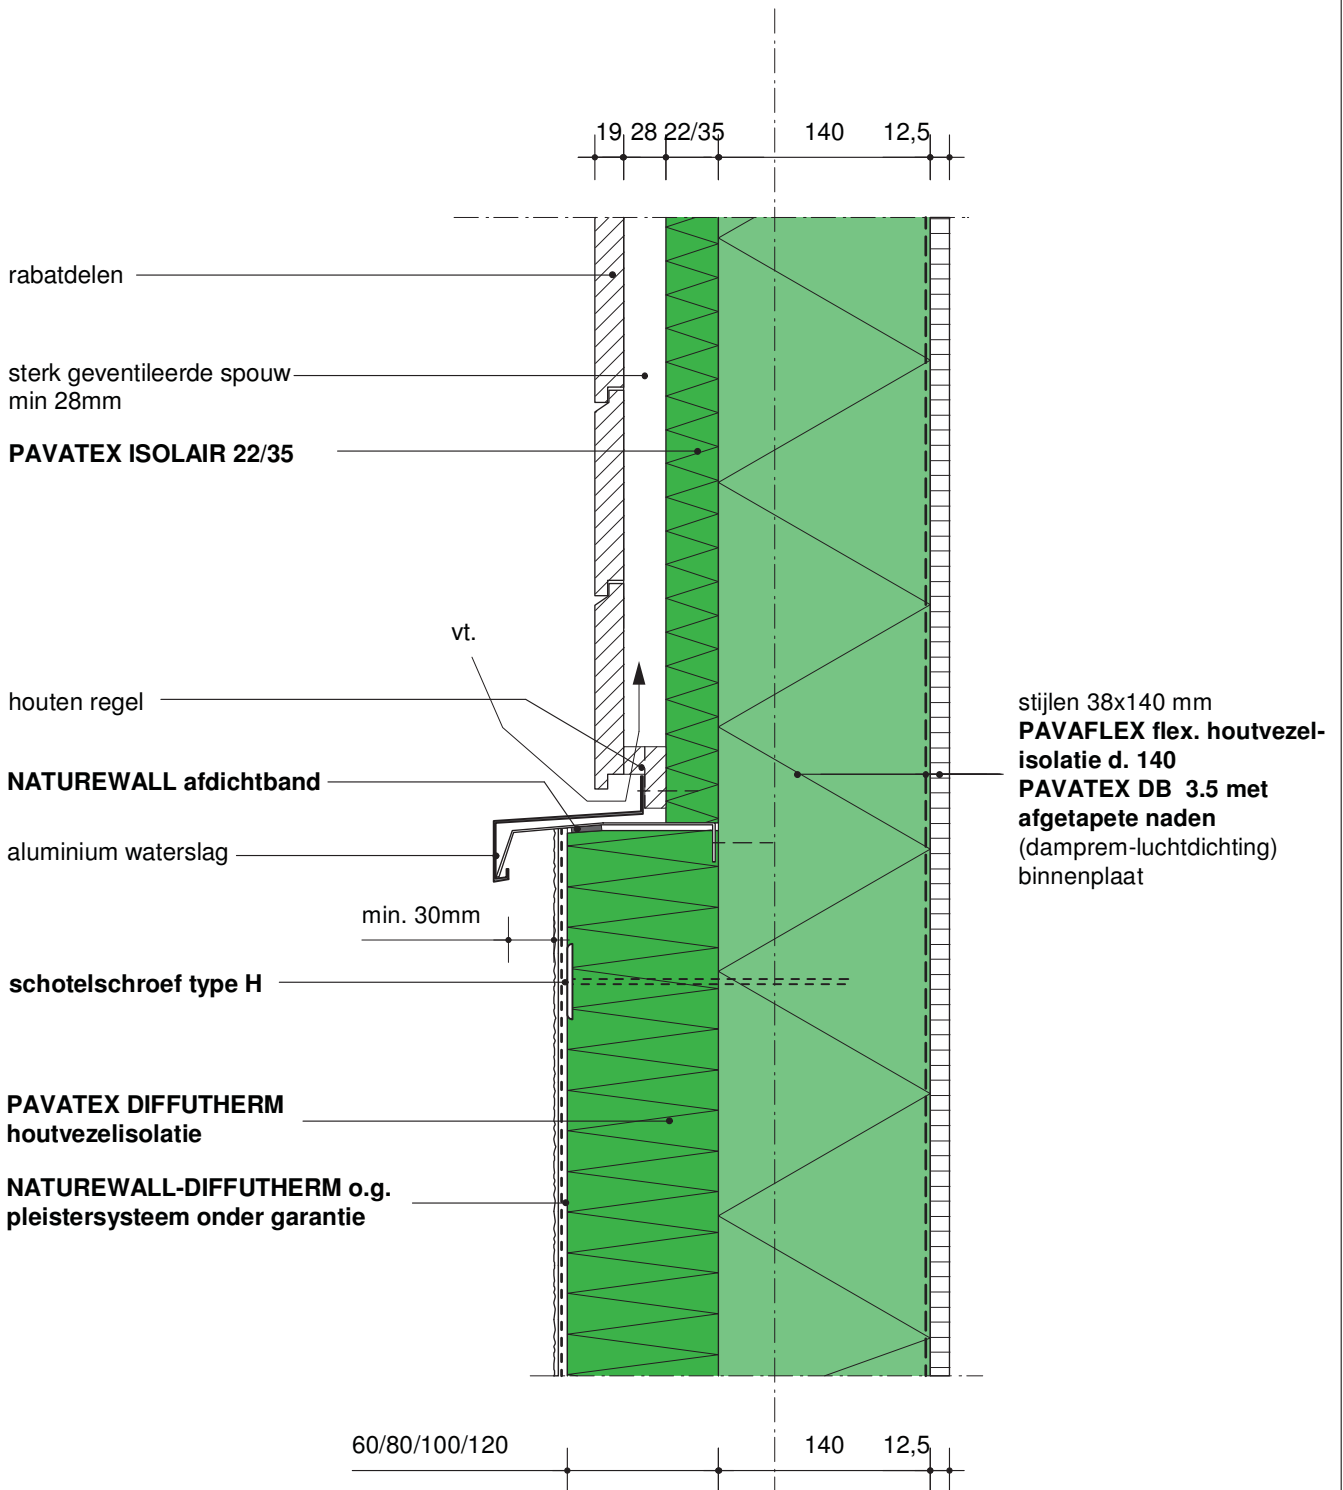 19 28 22/35 140 12,5
rabatdelen
sterk geventileerde spouw
min 28mm
PAVATEX ISOLAIR 22/35
vt.
houten regel
NATUREWALL afdichtband
aluminium waterslag
stijlen 38x140 mm
PAVAFLEX flex. houtvezel-
isolatie d. 140
PAVATEX DB 3.5 met
afgetapete naden
(damprem-luchtdichting)
binnenplaat
min. 30mm
schotelschroef type H
PAVATEX DIFFUTHERM
houtvezelisolatie
NATUREWALL-DIFFUTHERM o.g.
pleistersysteem onder garantie
60/80/100/120 140 12,5